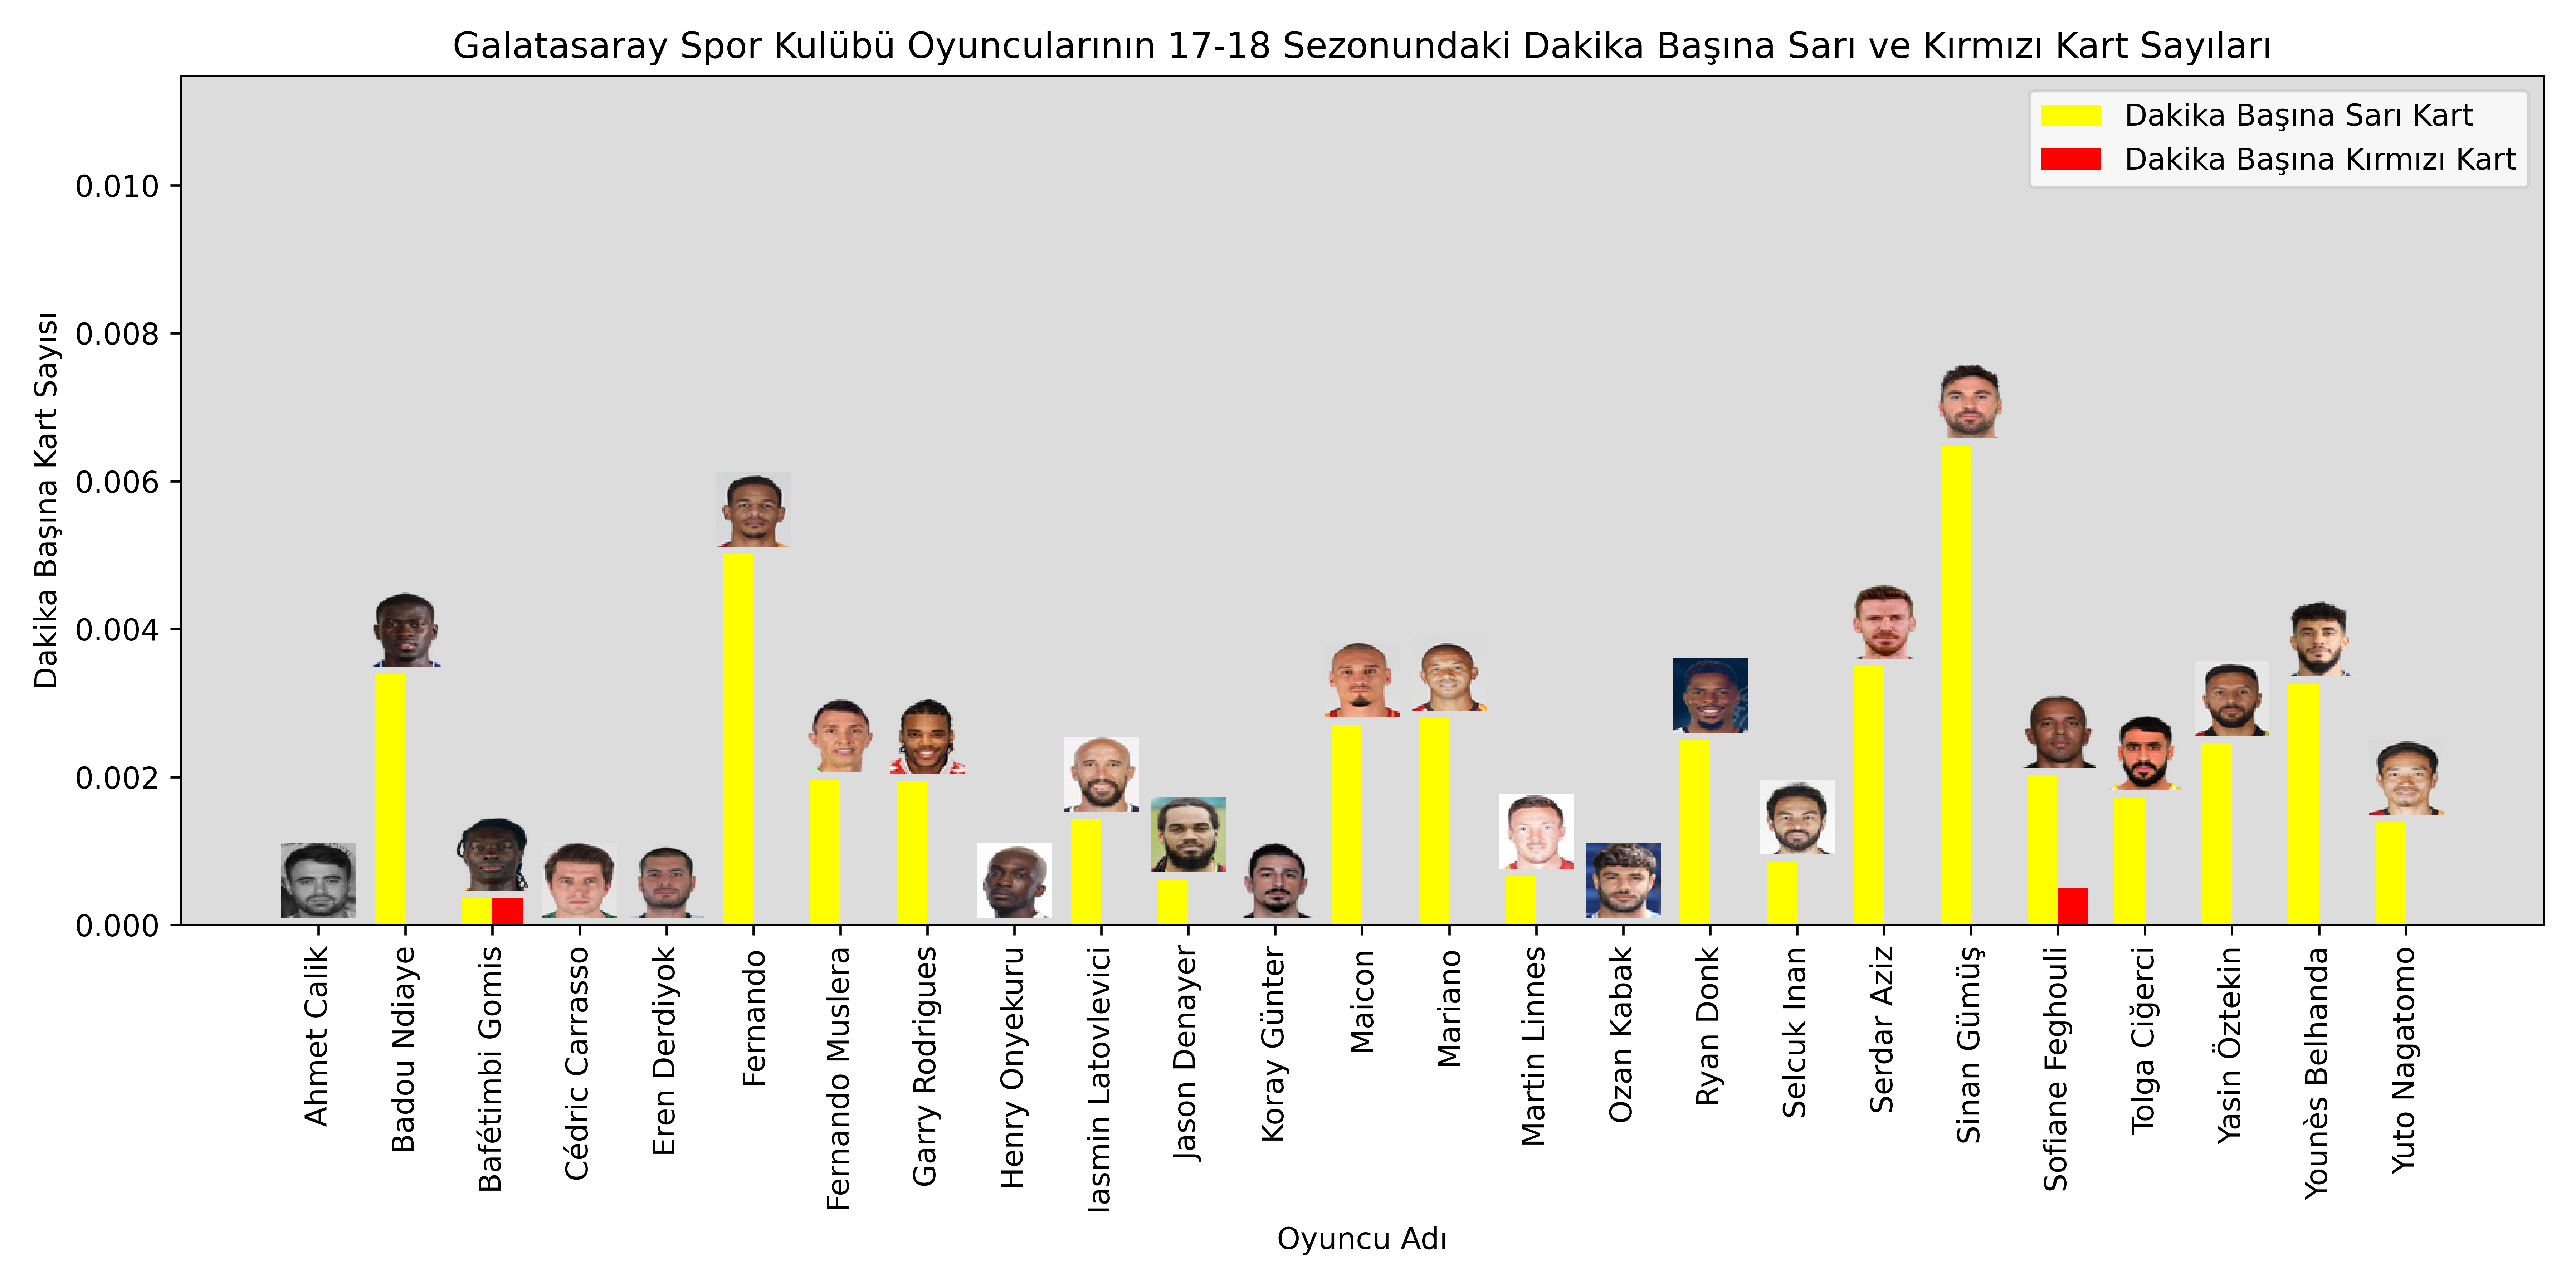 Galatasaray Spor Kulübü Oyuncularının 17-18 Sezonundaki Dakika Başına Sarı ve Kırmızı Kart Sayıları
Dakika Başına Sarı Kart
Dakika Başına Kırmızı Kart
Dakika Başına Kart Sayısı
0.010
0.008
0.006
0.004
0.002
0.000
Ahmet Calik
Badou Ndiaye
Bafétimbi Gomis
Cédric Carrasso
Eren Derdiyok
Fernando
Fernando Muslera
Garry Rodrigues
Henry Onyekuru
Iasmin Latovlevici
Jason Denayer
Koray Günter
Maicon
Mariano
Martin Linnes
Ozan Kabak
Ryan Donk
Selcuk Inan
Serdar Aziz
Sinan Gümüş
Sofiane Feghouli
Tolga Ciğerci
Yasin Öztekin
Younès Belhanda
Yuto Nagatomo
Oyuncu Adı